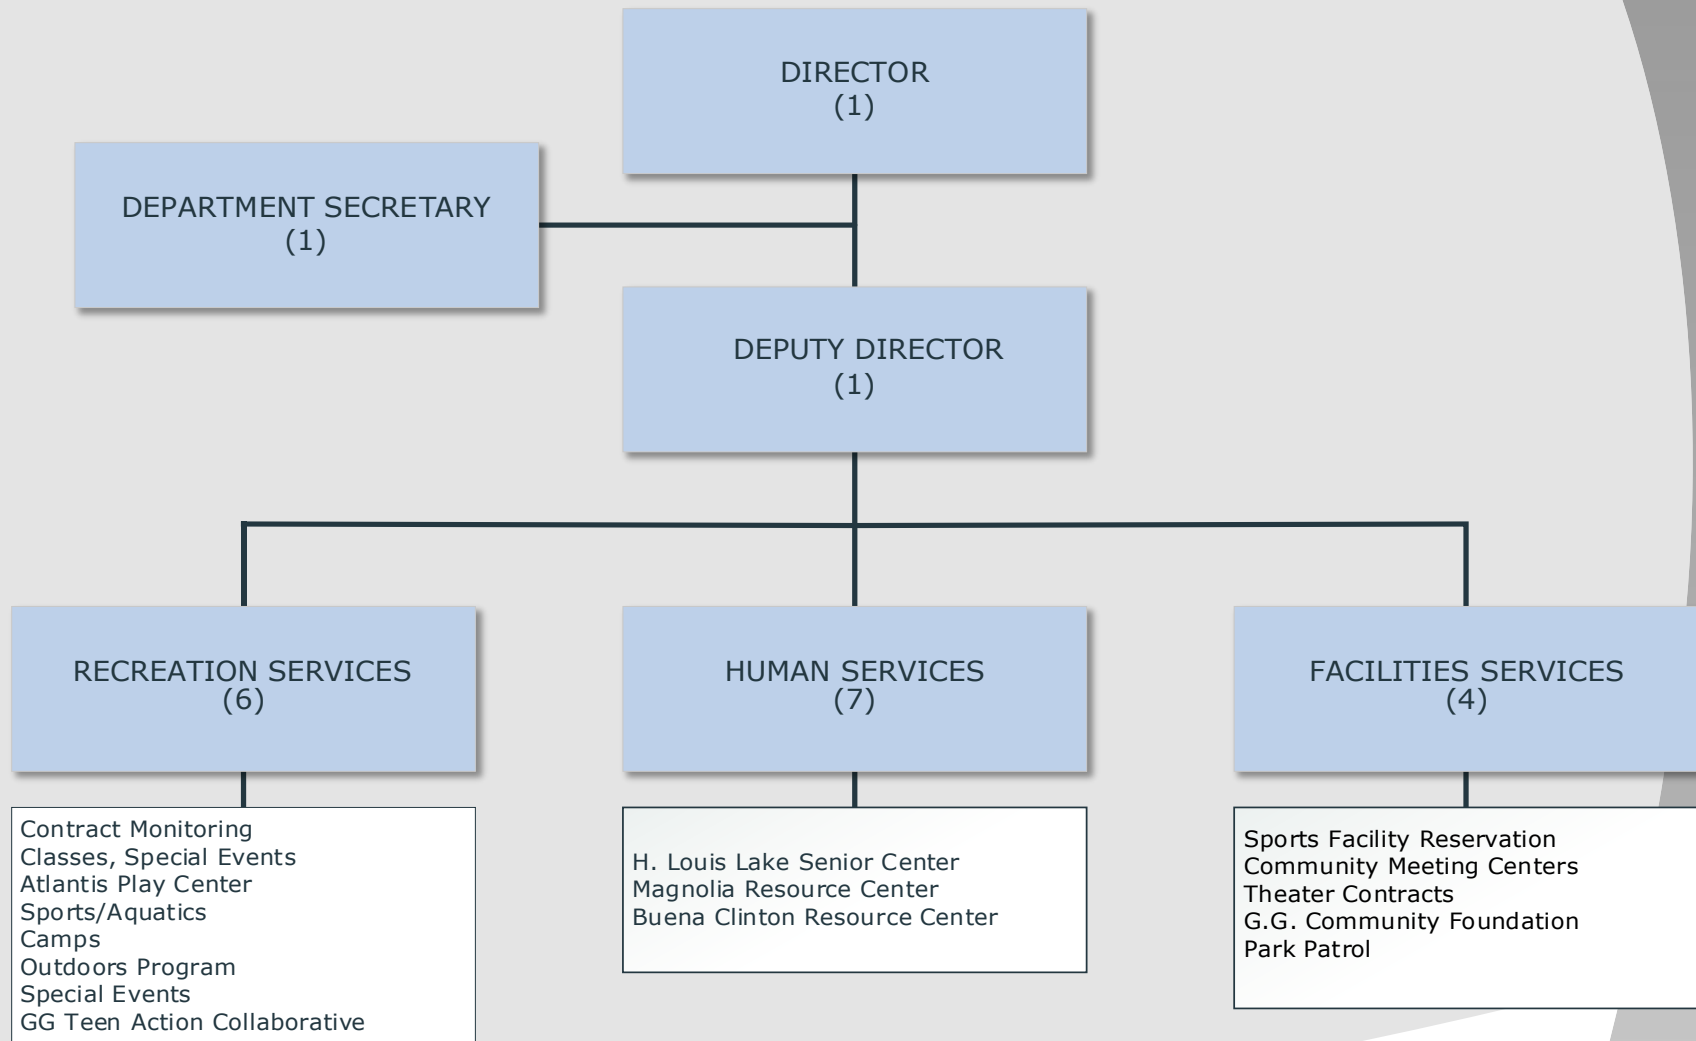 DIRECTOR
(1)
DEPARTMENT SECRETARY
(1)
DEPUTY DIRECTOR
(1)
RECREATION SERVICES
(6)
HUMAN SERVICES
(7)
FACILITIES SERVICES
(4)
Contract Monitoring
Classes, Special Events
Atlantis Play Center
Sports/Aquatics
Camps
Outdoors Program
Special Events
GG Teen Action Collaborative
H. Louis Lake Senior Center
Magnolia Resource Center
Buena Clinton Resource Center
Sports Facility Reservation
Community Meeting Centers
Theater Contracts
G.G. Community Foundation
Park Patrol